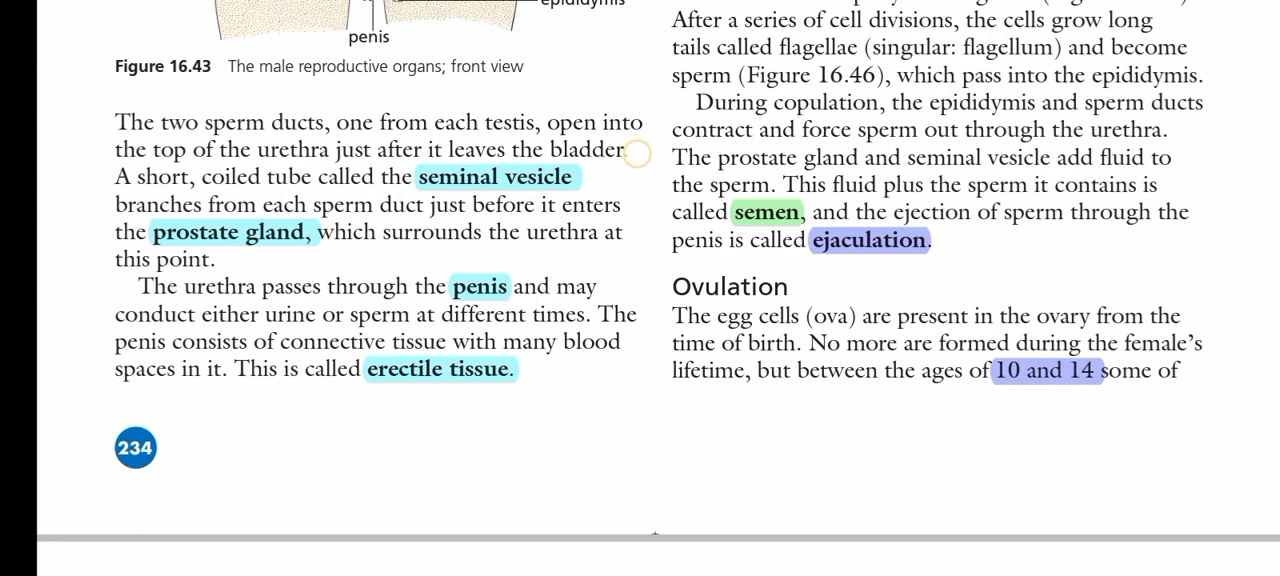 epididymis
penis
Figure 16.43 The male reproductive organs; front view
The two sperm ducts, one from each testis, open into
the top of the urethra just after it leaves the bladder.
A short, coiled tube called the seminal vesicle
branches from each sperm duct just before it enters
the prostate gland, which surrounds the urethra at
this point.
The urethra passes through the penis and may
conduct either urine or sperm at different times. The
penis consists of connective tissue with many blood
spaces in it. This is called erectile tissue.
234
After a series of cell divisions, the cells grow long
tails called flagellae (singular: flagellum) and become
sperm (Figure 16.46), which pass into the epididymis.
During copulation, the epididymis and sperm ducts
contract and force sperm out through the urethra.
The prostate gland and seminal vesicle add fluid to
the sperm. This fluid plus the sperm it contains is
called semen, and the ejection of sperm through the
penis is called ejaculation.
Ovulation
The egg cells (ova) are present in the ovary from the
time of birth. No more are formed during the female's
lifetime, but between the ages of 10 and 14 some of